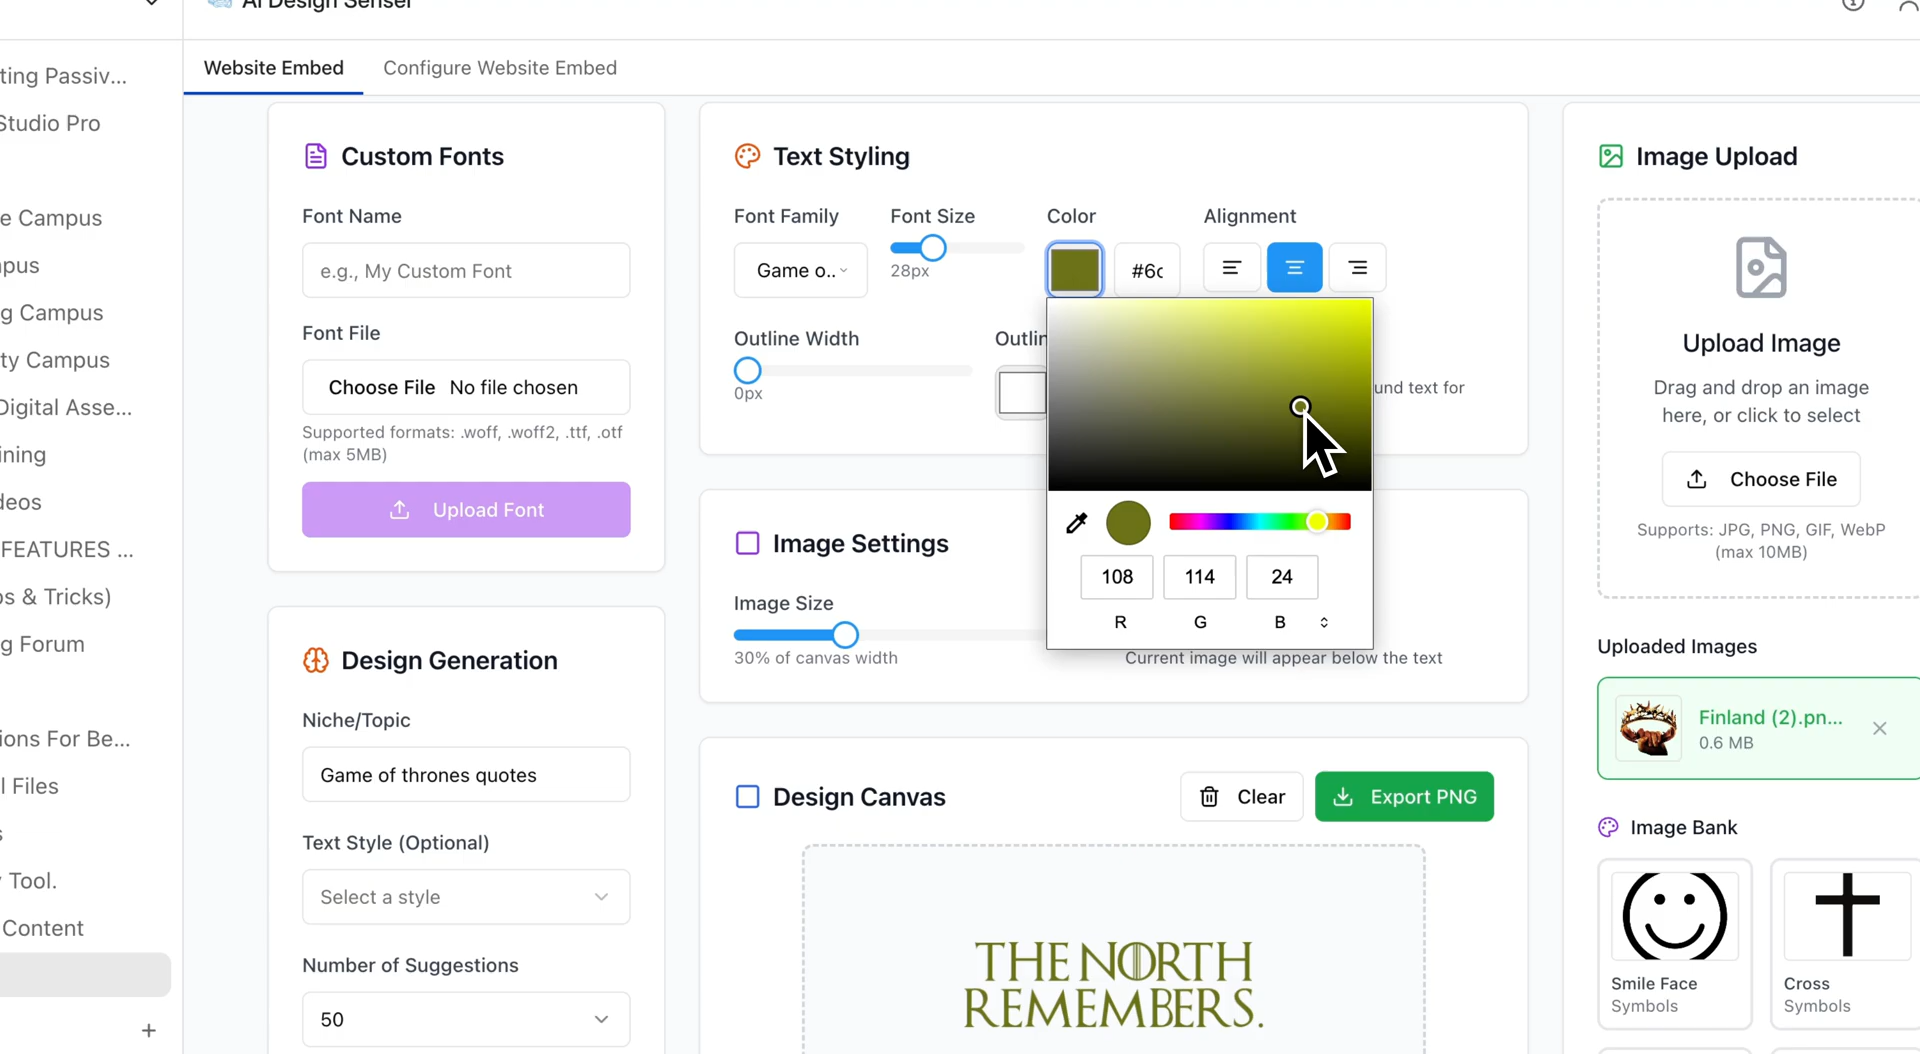 AI Design Sensei
Website Embed
Configure Website Embed
ting Passiv...
Studio Pro
e Campus
pus
g Campus
ty Campus
Digital Asse...
ining
deos
FEATURES ...
os & Tricks)
g Forum
ions For Be...
l Files
s
Tool.
Content
+
Custom Fonts
Font Name
e.g., My Custom Font
Font File
Choose File No file chosen
Supported formats: .woff, .woff2, .ttf, .otf
(max 5MB)
Upload Font
Design Generation
Niche/Topic
Game of thrones quotes
Text Style (Optional)
Select a style
Number of Suggestions
50
Text Styling
Font Family
Font Size
Color
Alignment
Game o..
28px
#6c
Outline Width
Outlin
0px
und text for
108
114
24
R
G
B
Image Settings
Image Size
30% of canvas width
Current image will appear below the text
Design Canvas
Clear
Export PNG
THE NORTH
REMEMBERS.
Image Upload
Upload Image
Drag and drop an image
here, or click to select
Choose File
Supports: JPG, PNG, GIF, WebP
(max 10MB)
Uploaded Images
Finland (2).pn...
0.6 MB
Image Bank
Smile Face
Symbols
Cross
Symbols